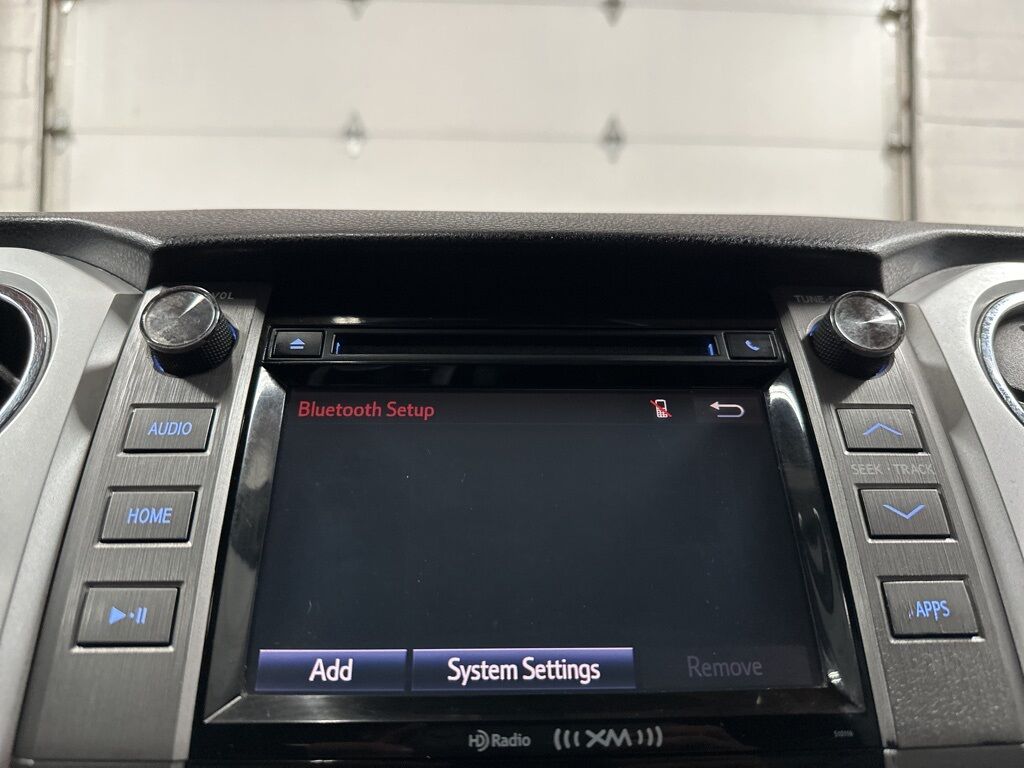 VOL
TUNE
Bluetooth Setup
AUDIO
SEEK · TRACK
HOME
APPS
Add
System Settings
Remove
HD Radio
(((XM)))